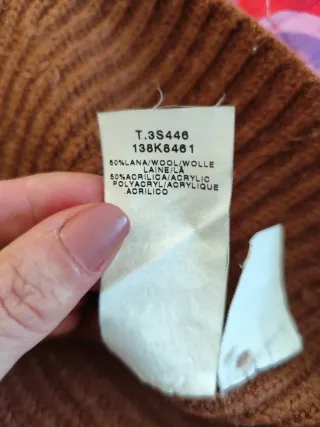 T.3S446
138K8461
50%LANA/WOOL/WOLLE
LAINE/LÃ
50%ACRILICA/ACRYLIC
POLYACRYL/ACRYLIQUE
ACRILICO